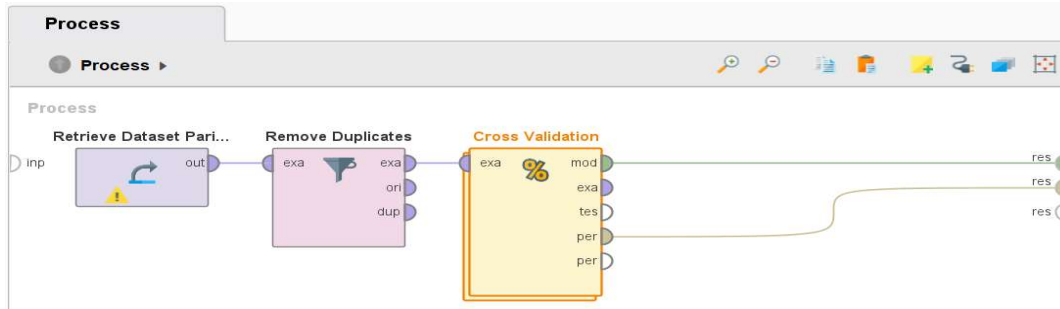 Process
Process
Process
Retrieve Dataset Pari... Remove Duplicates Cross Validation
inp out exa exa exa mod res
ori exa res
dup tes res
per
per